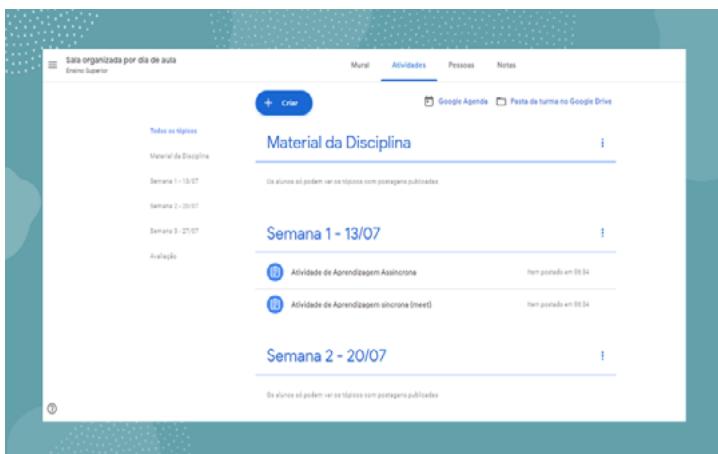 Sala organizada por dia de aula
Ensino Superior
Mural Atividades Pessoas Notas
+ Criar
Google Agenda Pasta da turma no Google Drive
Todos os tópicos
Material da Disciplina
Semana 1 - 13/07
Semana 2 - 20/07
Semana 3 - 27/07
Avaliação
Material da Disciplina
Os alunos só podem ver os tópicos com postagens publicadas
Semana 1 - 13/07
Atividade de Aprendizagem Assíncrona Item postado em 06:54
Atividade de Aprendizagem síncrona (meet) Item postado em 06:54
Semana 2 - 20/07
Os alunos só podem ver os tópicos com postagens publicadas